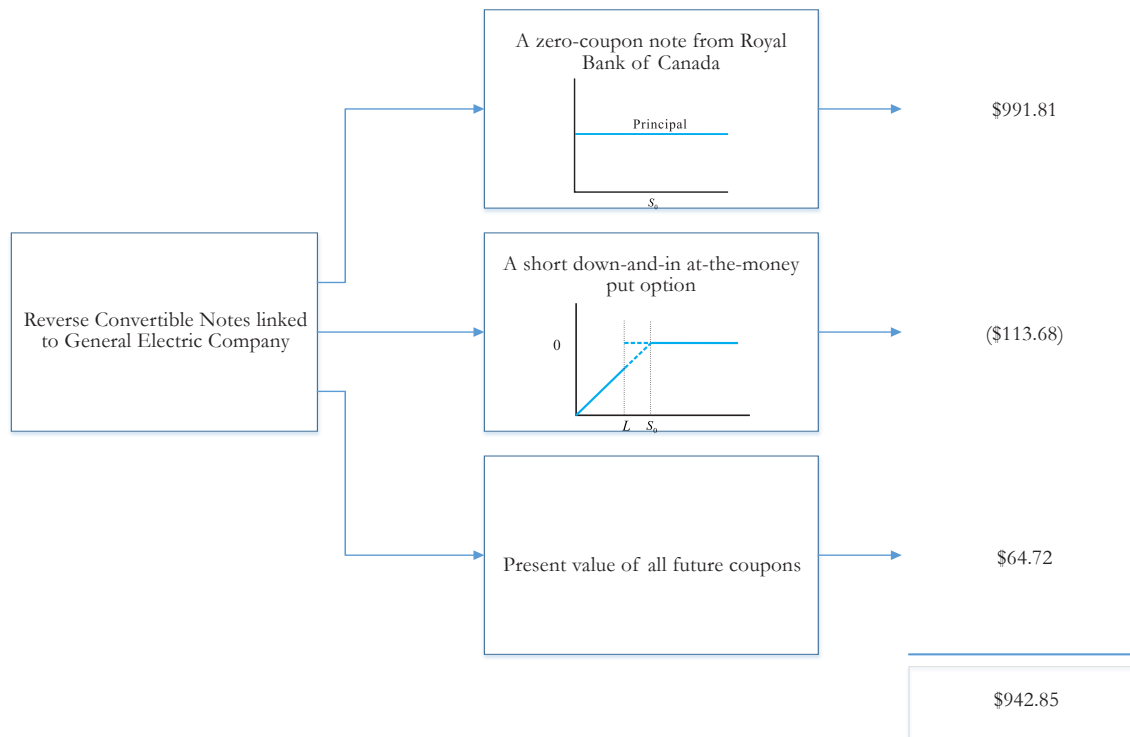 A zero-coupon note from Royal
Bank of Canada
Principal
S₀
$991.81
Reverse Convertible Notes linked
to General Electric Company
A short down-and-in at-the-money
put option
0
L S₀
($113.68)
Present value of all future coupons
$64.72
$942.85